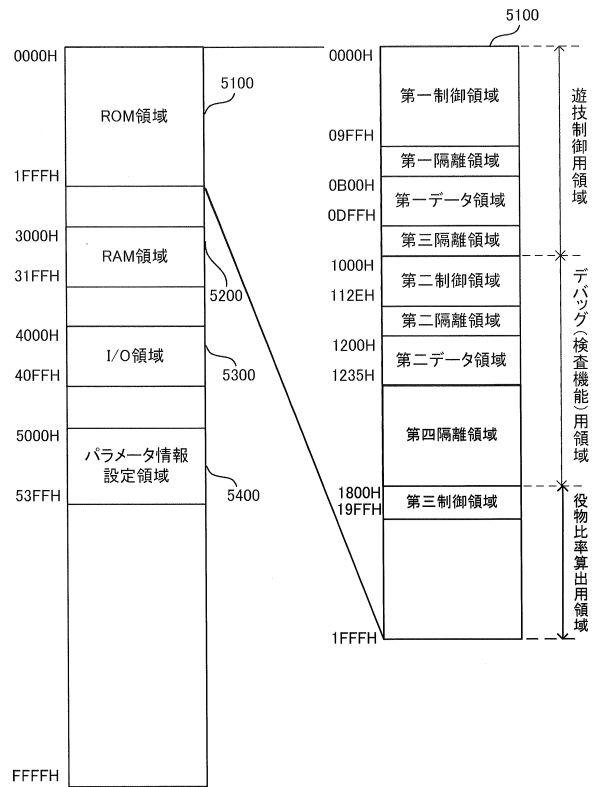 0000H
ROM領域
5100
1FFFH
3000H
RAM領域
31FFH
5200
4000H
I/O領域
40FFH
5300
5000H
パラメータ情報
設定領域
53FFH
5400
FFFFH
5100
0000H
第一制御領域
09FFH
第一隔離領域
0B00H
第一データ領域
0DFFH
第三隔離領域
1000H
第二制御領域
112EH
第二隔離領域
1200H
第二データ領域
1235H
第四隔離領域
1800H
19FFH
第三制御領域
1FFFH
遊技制御用領域
デバッグ(検査機能)用領域
役物比率算出用領域